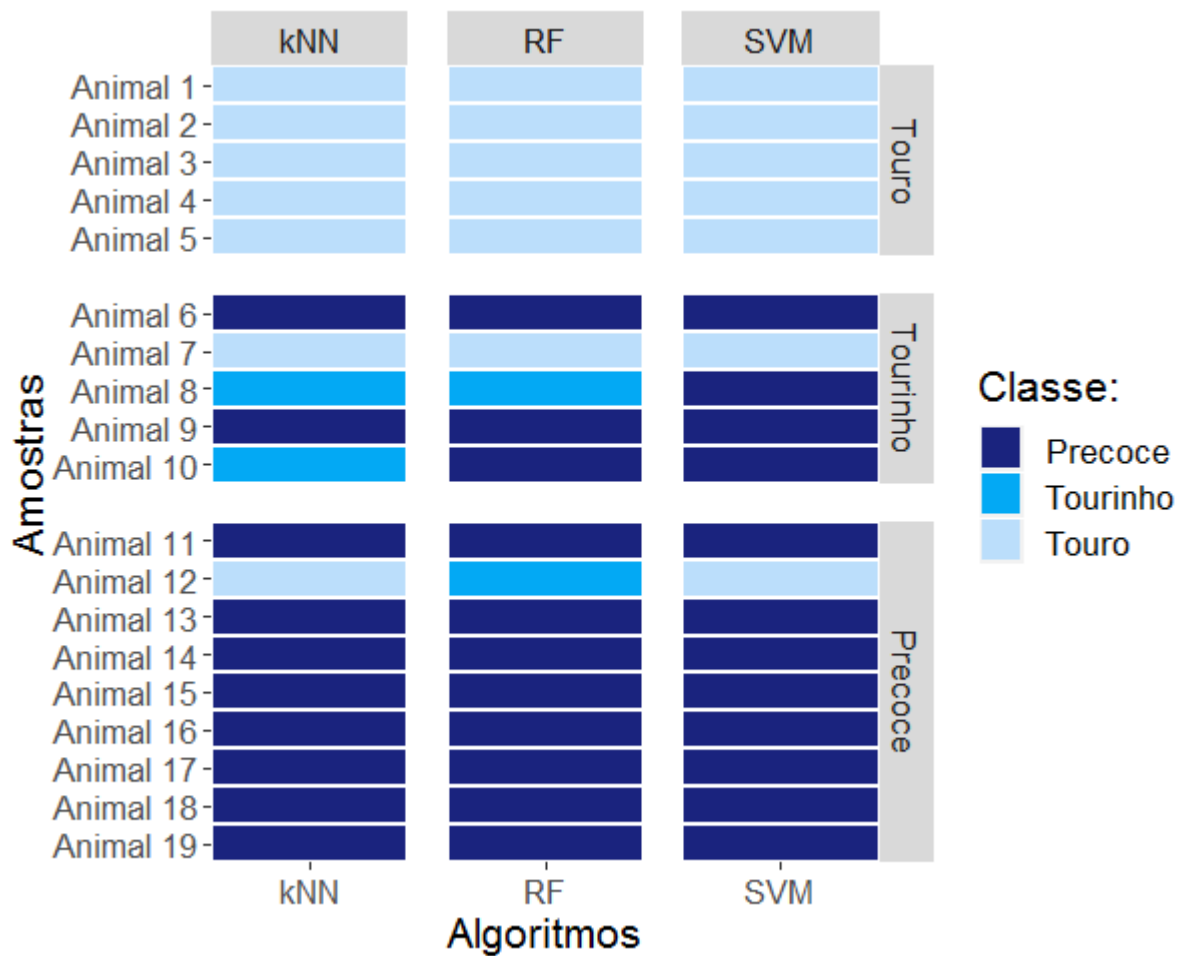 kNN RF SVM
Animal 1
Animal 2
Animal 3
Animal 4
Animal 5
Touro
Animal 6
Animal 7
Animal 8
Animal 9
Animal 10
Tourinho
Animal 11
Animal 12
Animal 13
Animal 14
Animal 15
Animal 16
Animal 17
Animal 18
Animal 19
Precoce
Amostras
kNN RF SVM
Algoritmos
Classe:
Precoce
Tourinho
Touro